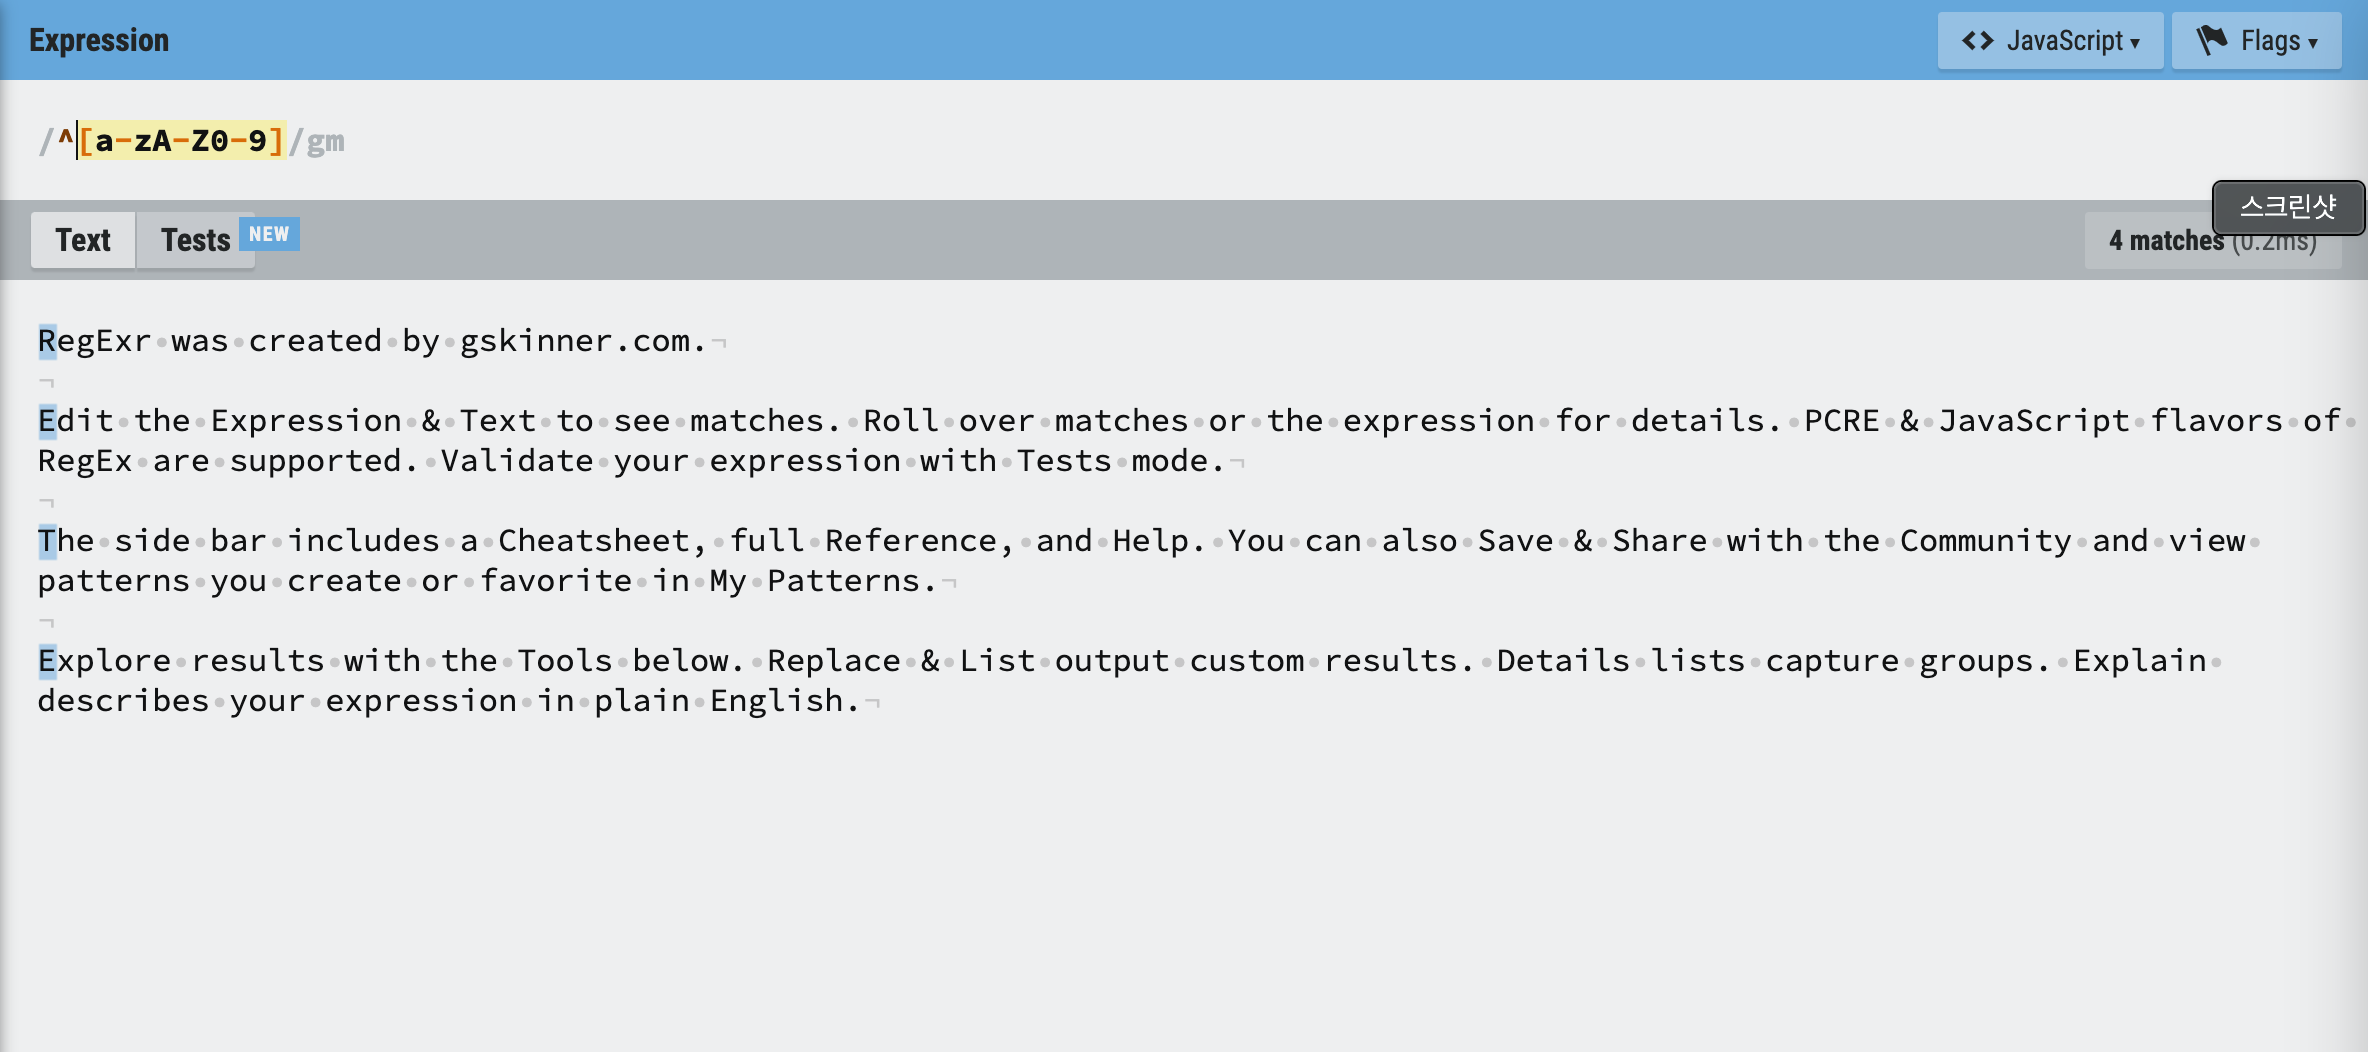 Expression
<> JavaScript ▾
Flags ▾
/^[a-zA-Z0-9]/gm
스크린샷
Text
Tests NEW
4 matches (0.2ms)
RegExr was created by gskinner.com.
Edit the Expression & Text to see matches. Roll over matches or the expression for details. PCRE & JavaScript flavors of
RegEx are supported. Validate your expression with Tests mode.
The side bar includes a Cheatsheet, full Reference, and Help. You can also Save & Share with the Community and view
patterns you create or favorite in My Patterns.
Explore results with the Tools below. Replace & List output custom results. Details lists capture groups. Explain
describes your expression in plain English.